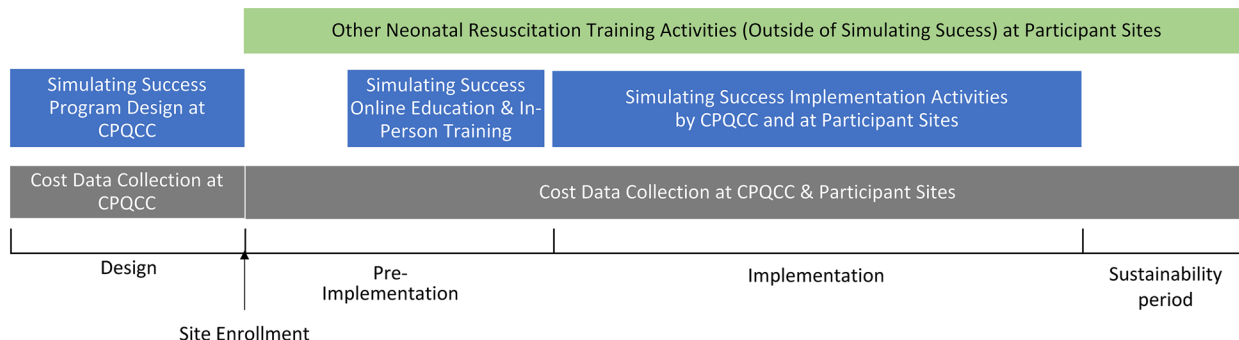 Other Neonatal Resuscitation Training Activities (Outside of Simulating Sucess) at Participant Sites
Simulating Success
Program Design at
CPQCC
Simulating Success
Online Education & In-
Person Training
Simulating Success Implementation Activities
by CPQCC and at Participant Sites
Cost Data Collection at
CPQCC
Cost Data Collection at CPQCC & Participant Sites
Design
Pre-
Implementation
Implementation
Sustainability
period
Site Enrollment